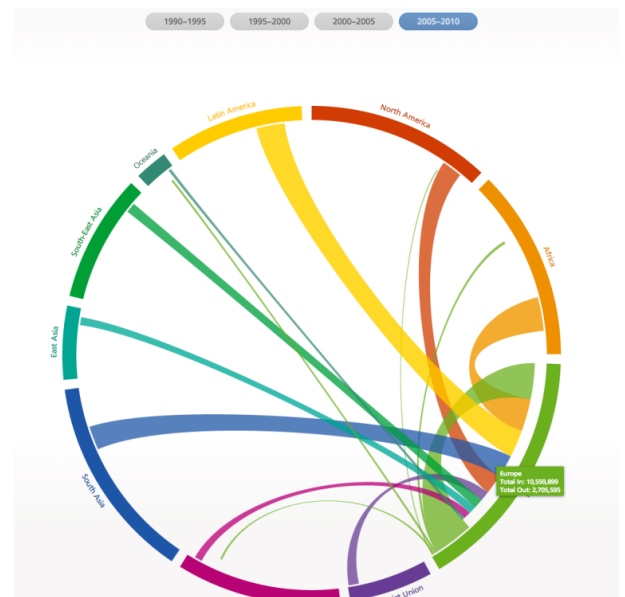 1990–1995
1995–2000
2000–2005
2005–2010
Latin America
North America
Oceania
South-East Asia
Africa
East Asia
Europe
Total In: 10,559,899
Total Out: 2,705,595
South Asia
Union